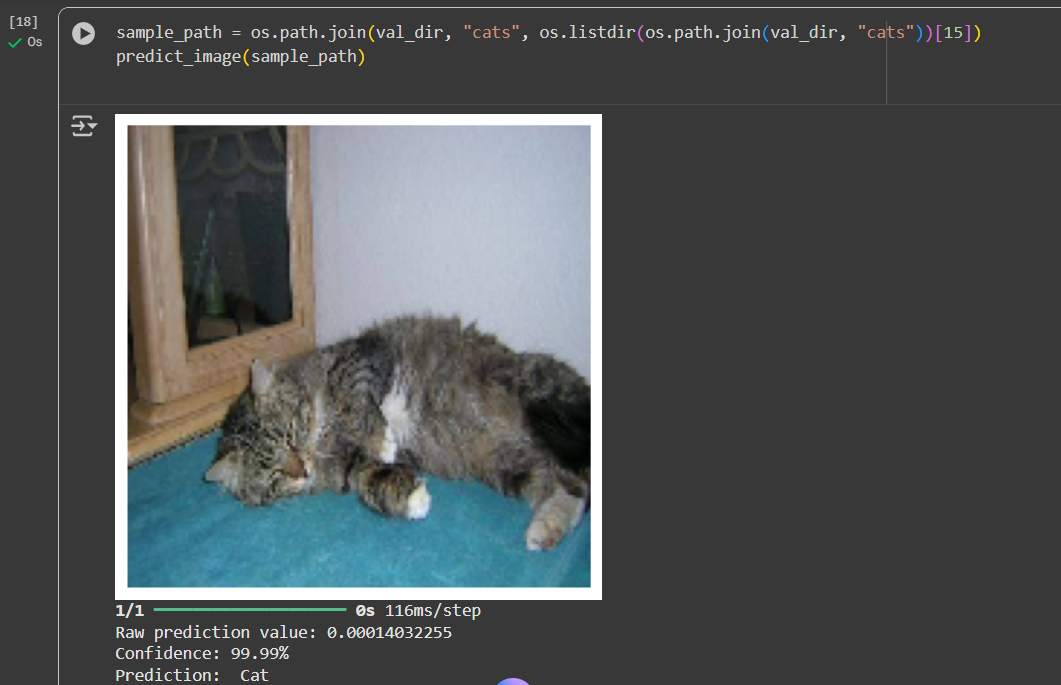 [18]
0s
sample_path = os.path.join(val_dir, "cats", os.listdir(os.path.join(val_dir, "cats"))[15])
predict_image(sample_path)
1/1 0s 116ms/step
Raw prediction value: 0.00014032255
Confidence: 99.99%
Prediction:  Cat